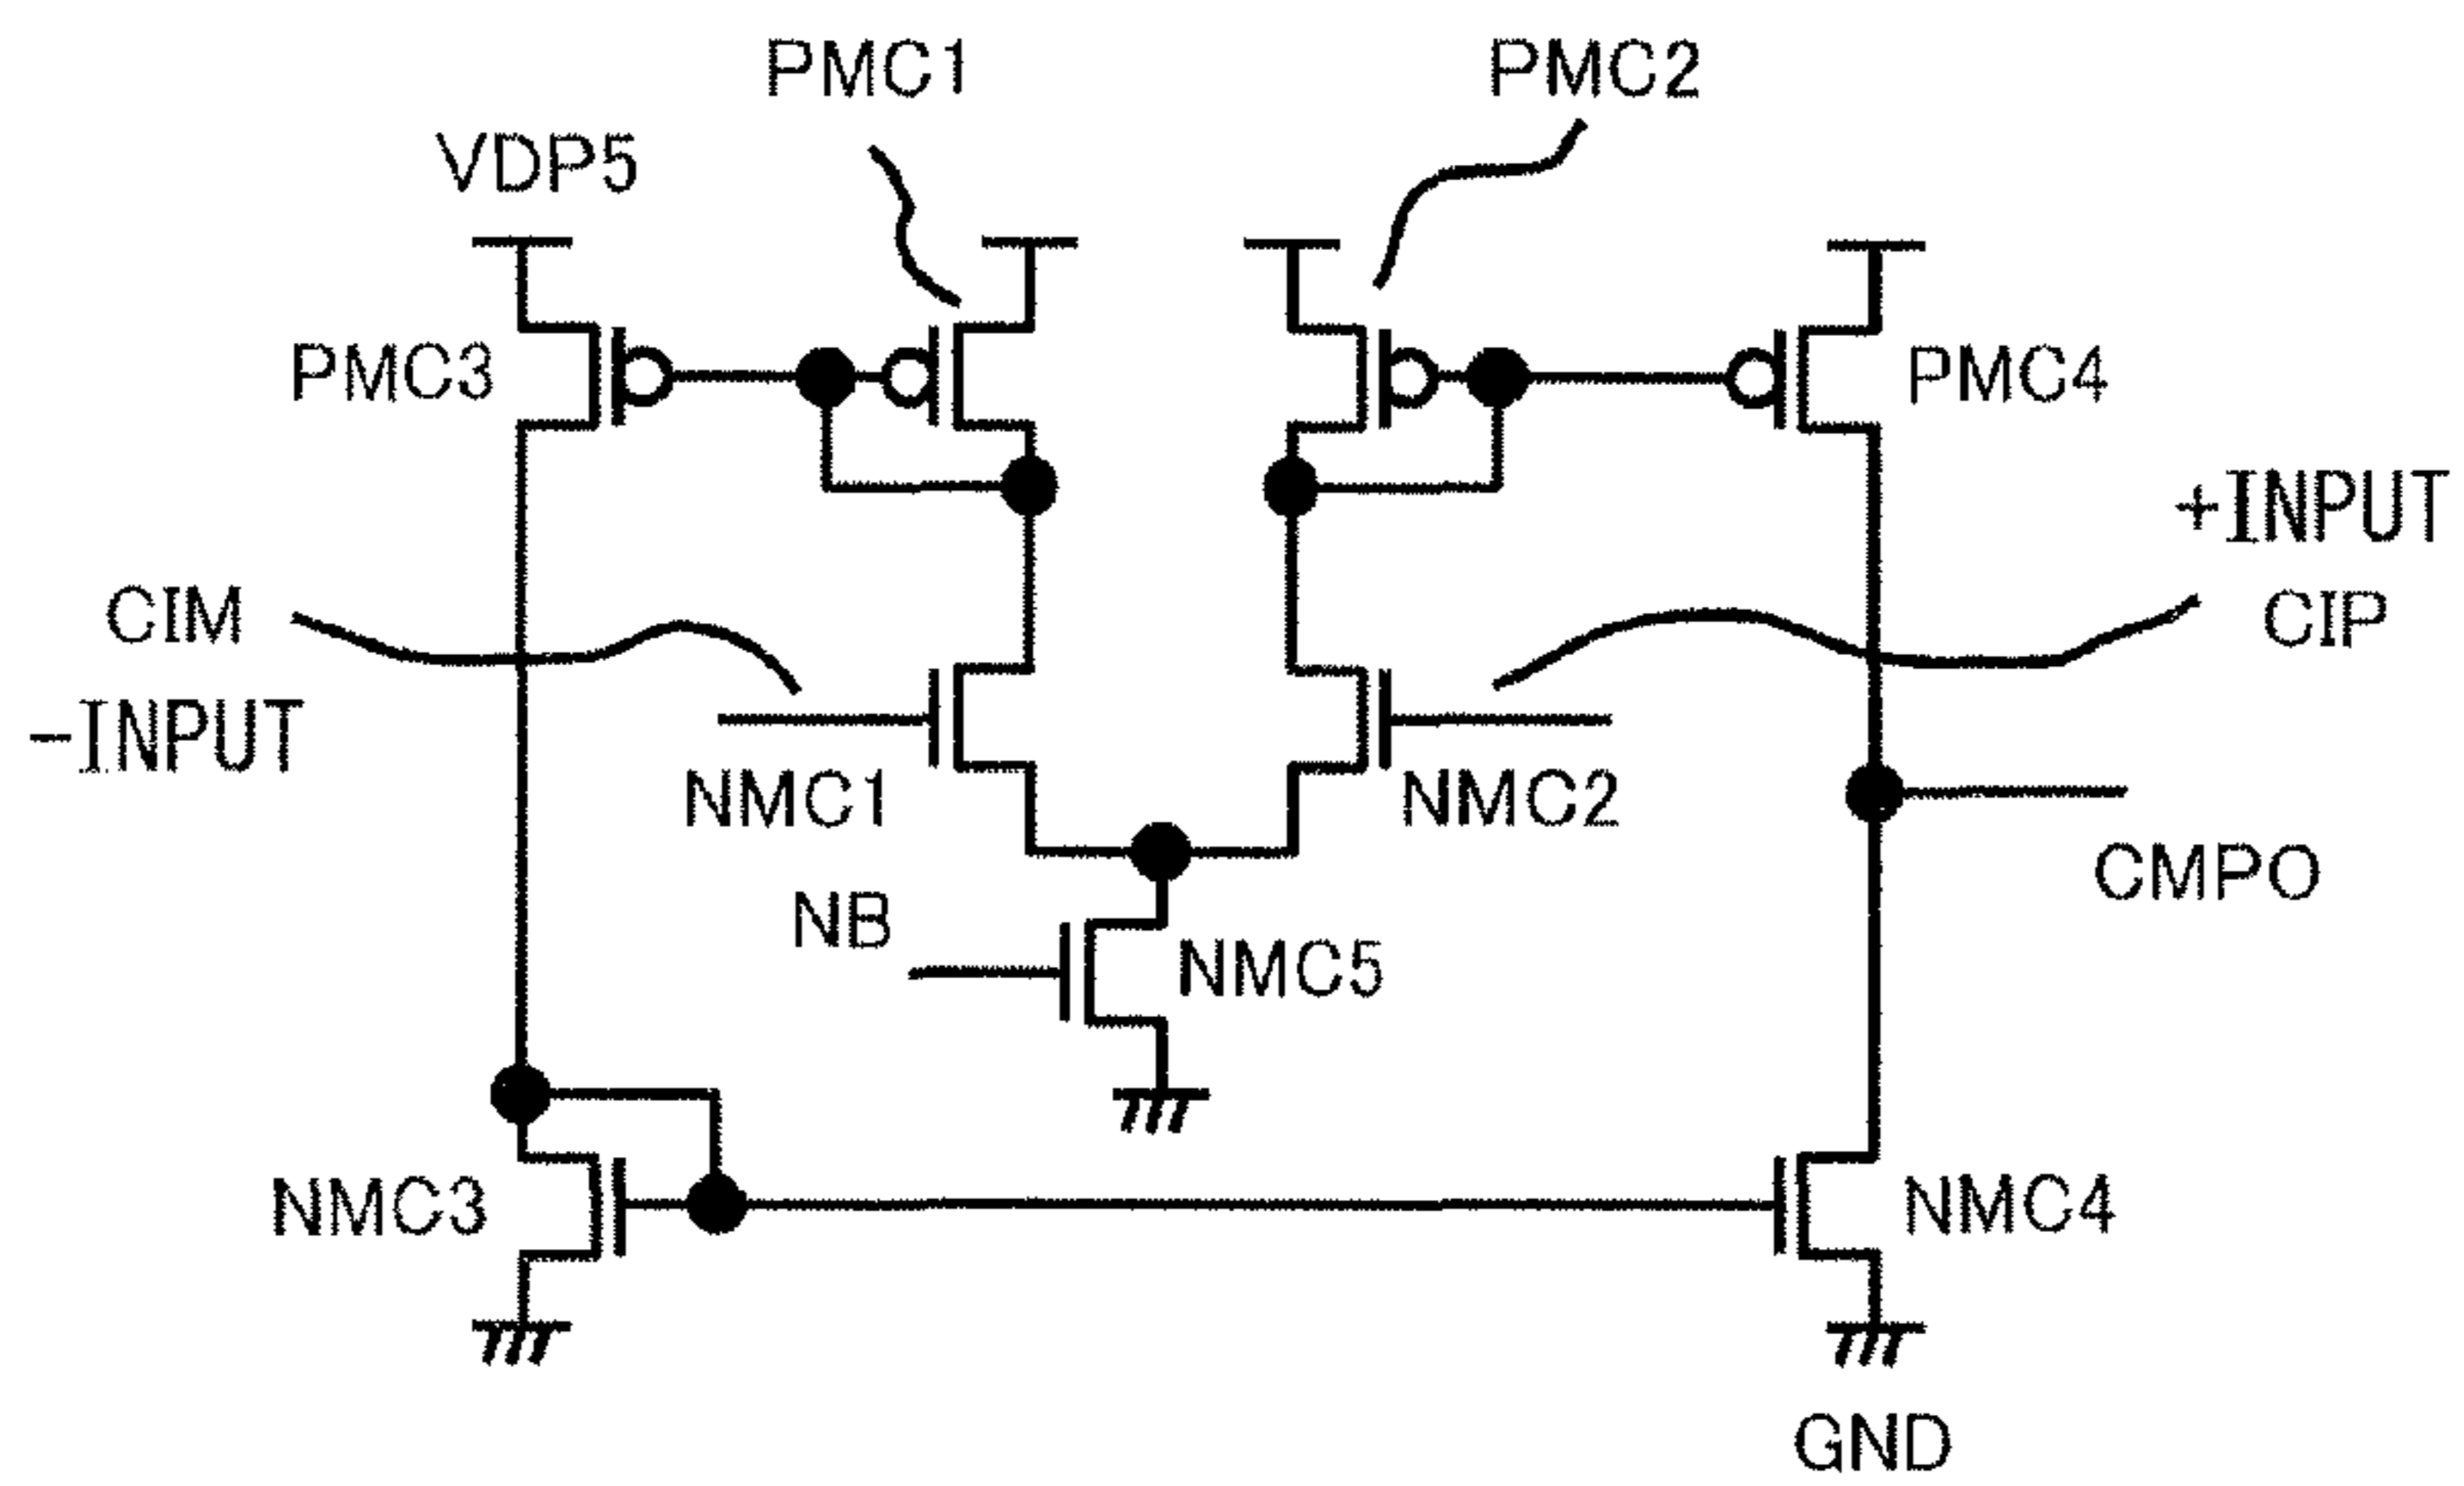 PMC1
PMC2
VDP5
PMC3
PMC4
+INPUT
CIP
CIM
-INPUT
NMC1
NMC2
CMPO
NB
NMC5
NMC3
NMC4
GND